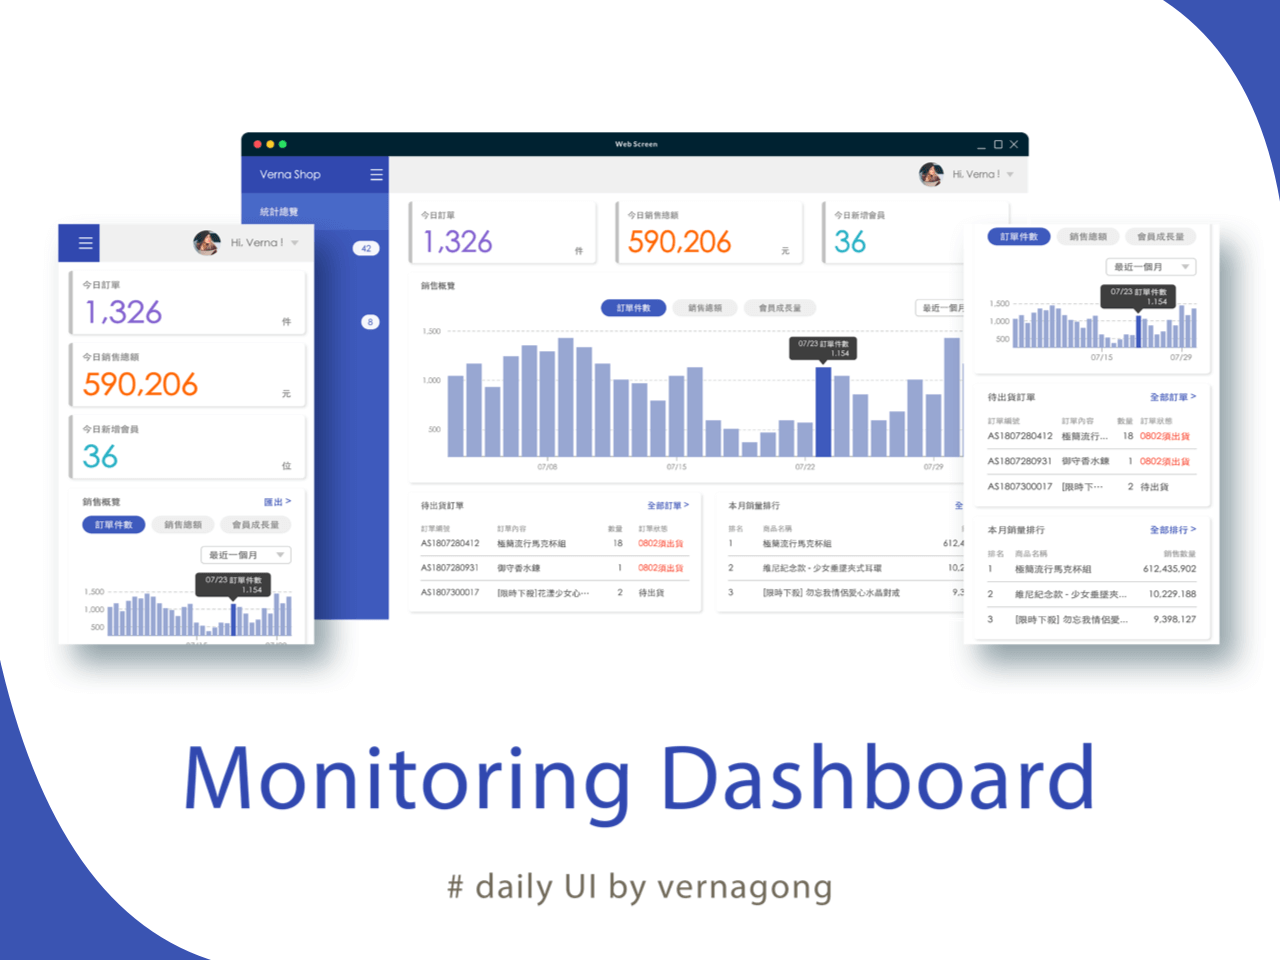 Web Screen
Verna Shop
Hi, Verna !
統計總覽
42
8
今日訂單
1,326
件
今日銷售總額
590,206
元
今日新增會員
36
銷售概覽
訂單件數 銷售總額 會員成長量
最近一個月
1,500
1,000
500
07/23 訂單件數
1,154
07/08 07/15 07/22 07/29
待出貨訂單 全部訂單 >
訂單編號 訂單內容 數量 訂單狀態
AS1807280412 極簡流行馬克杯組 18 0802須出貨
AS1807280931 御守香水鍊 1 0802須出貨
AS1807300017 [限時下殺]花漾少女心… 2 待出貨
本月銷量排行 全
排名 商品名稱
1 極簡流行馬克杯組 612,4
2 維尼紀念款 - 少女垂墜夾式耳環 10,2
3 [限時下殺] 勿忘我情侶愛心水晶對戒 9,3
Hi, Verna !
今日訂單
1,326
件
今日銷售總額
590,206
元
今日新增會員
36
位
銷售概覽 匯出 >
訂單件數 銷售總額 會員成長量
最近一個月
07/23 訂單件數
1,154
1,500
1,000
500
訂單件數 銷售總額 會員成長量
最近一個月
07/23 訂單件數
1,154
1,500
1,000
500
07/15 07/29
待出貨訂單 全部訂單 >
訂單編號 訂單內容 數量 訂單狀態
AS1807280412 極簡流行… 18 0802須出貨
AS1807280931 御守香水鍊 1 0802須出貨
AS1807300017 [限時下… 2 待出貨
本月銷量排行 全部排行 >
排名 商品名稱 銷售數量
1 極簡流行馬克杯組 612,435,902
2 維尼紀念款 - 少女垂墜夾… 10,229,188
3 [限時下殺] 勿忘我情侶愛… 9,398,127
Monitoring Dashboard
# daily UI by vernagong